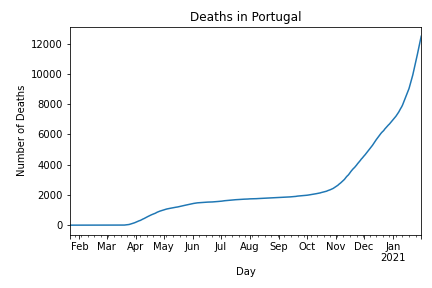 Deaths in Portugal
12000
10000
8000
6000
4000
2000
0
Number of Deaths
Feb Mar Apr May Jun Jul Aug Sep Oct Nov Dec Jan
2021
Day